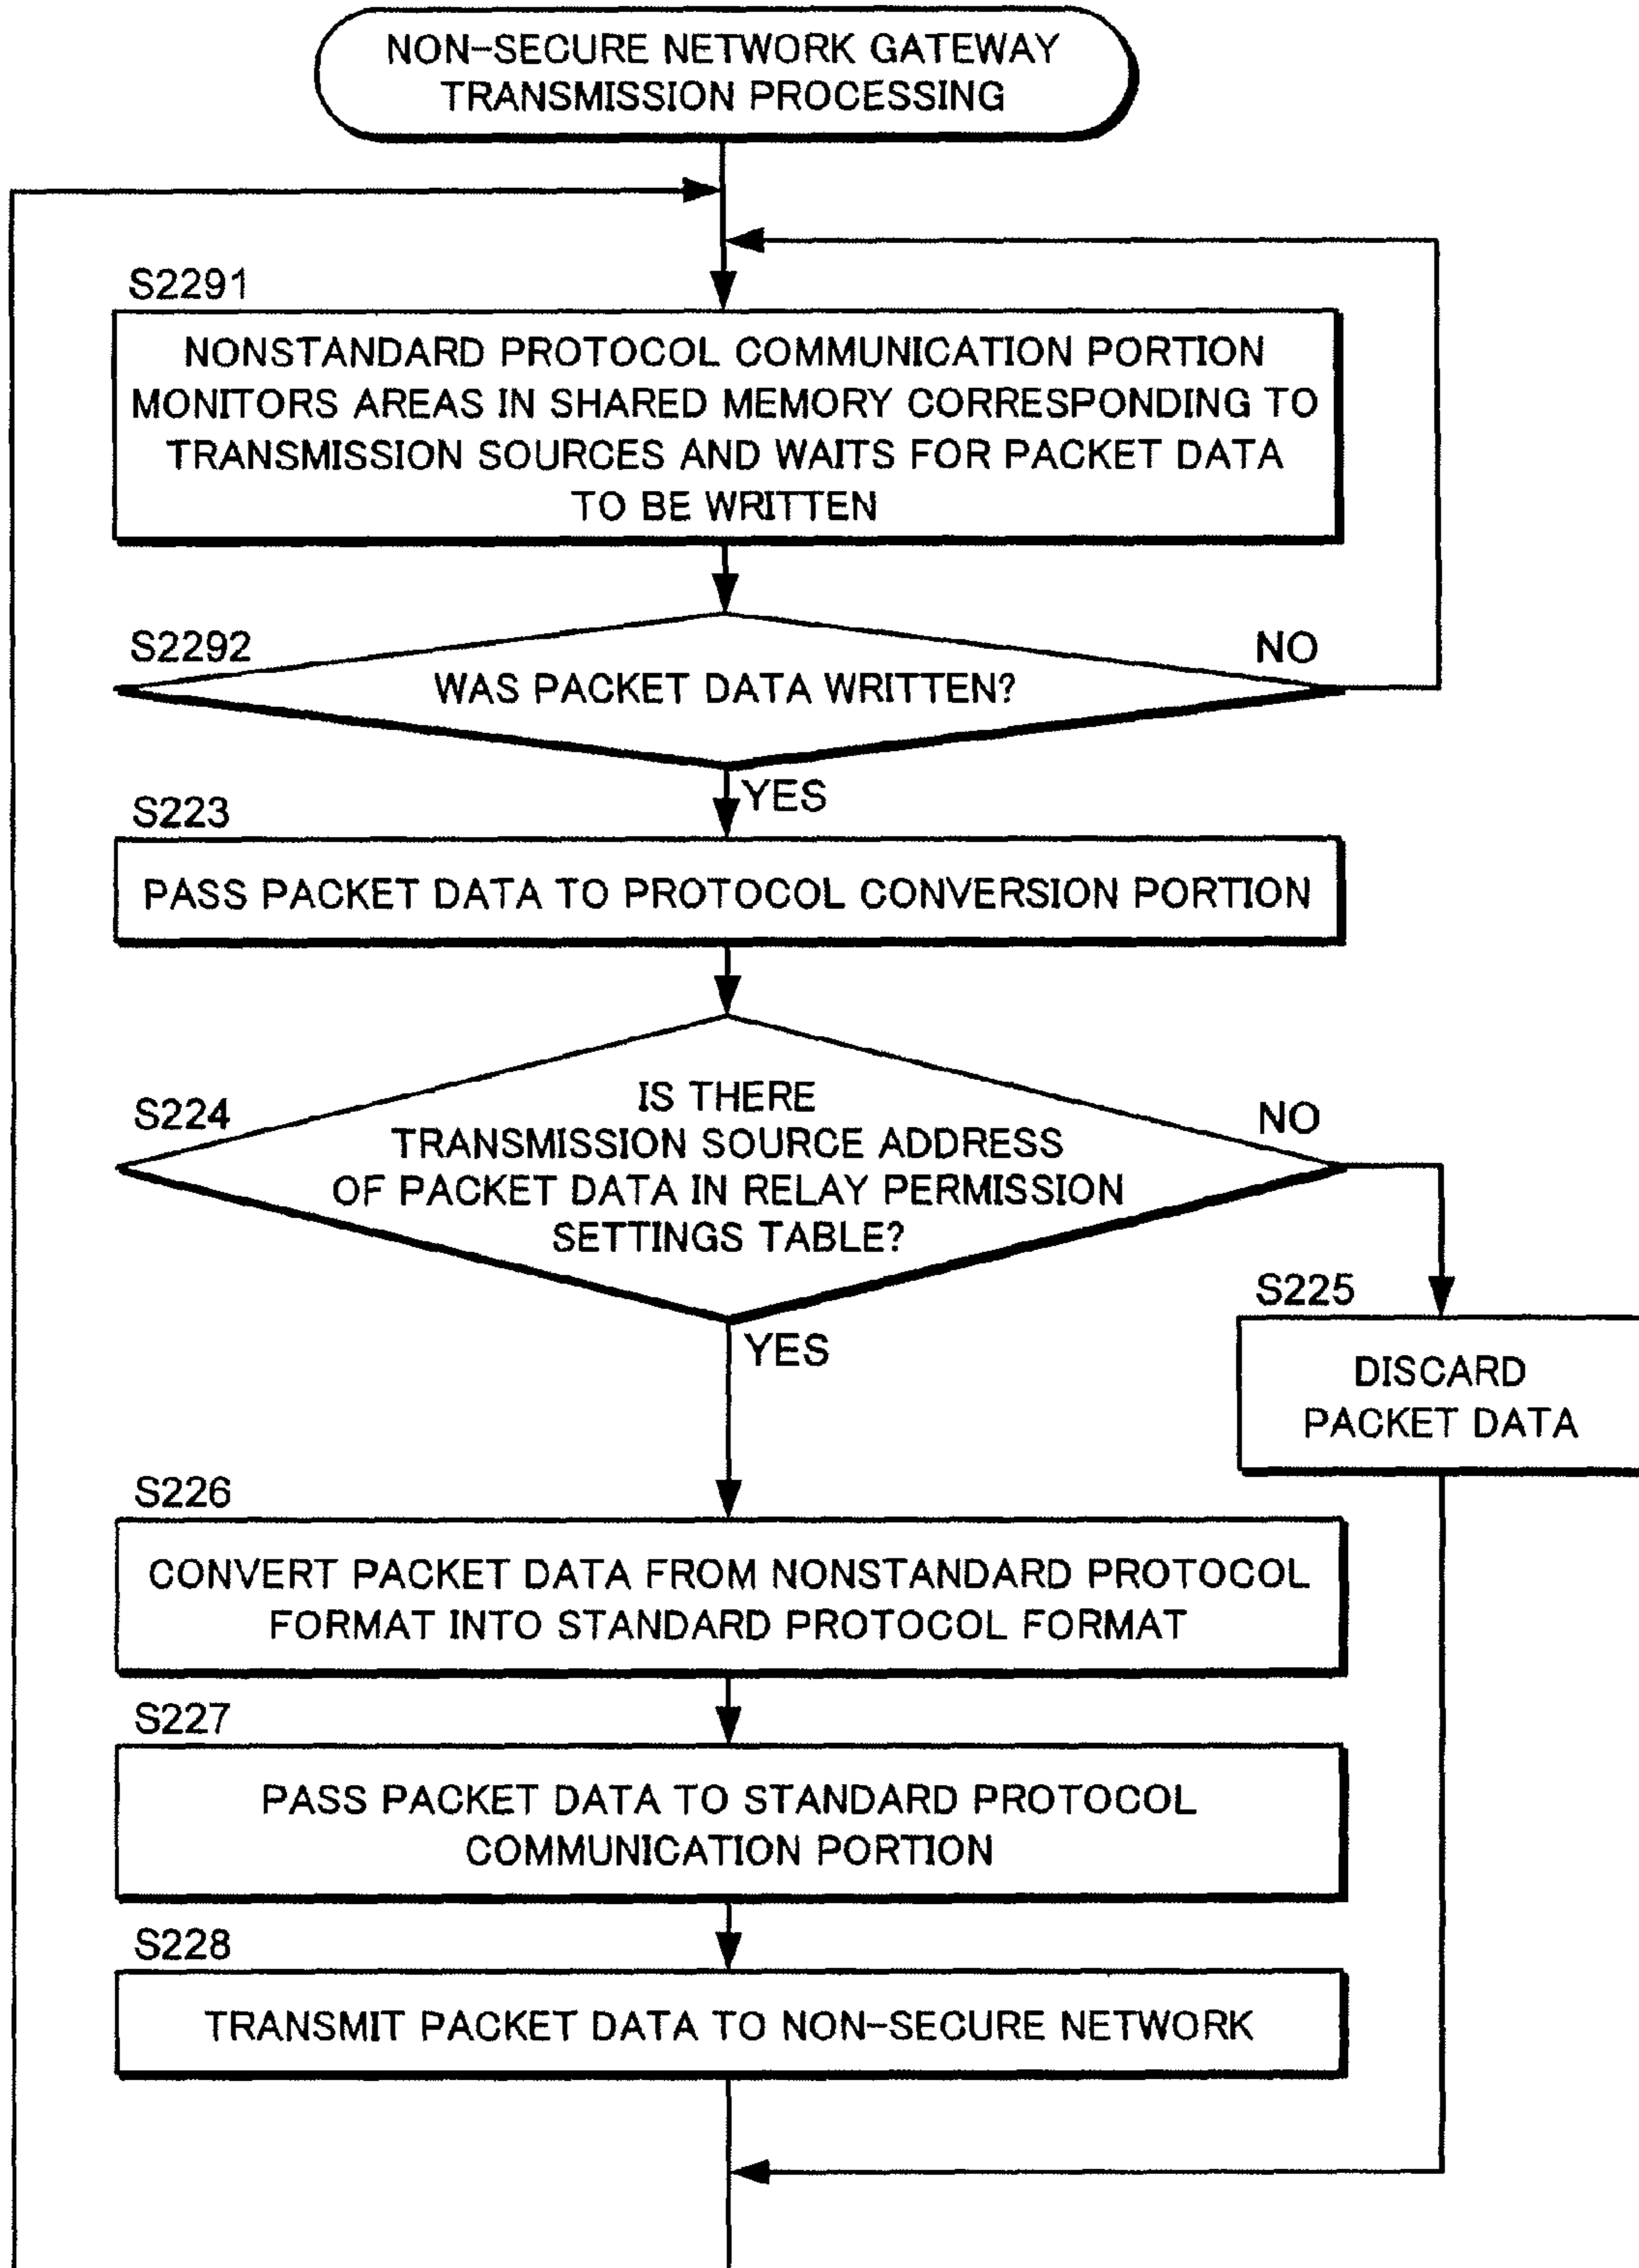 NON-SECURE NETWORK GATEWAY
TRANSMISSION PROCESSING
S2291
NONSTANDARD PROTOCOL COMMUNICATION PORTION
MONITORS AREAS IN SHARED MEMORY CORRESPONDING TO
TRANSMISSION SOURCES AND WAITS FOR PACKET DATA
TO BE WRITTEN
S2292
NO
WAS PACKET DATA WRITTEN?
YES
S223
PASS PACKET DATA TO PROTOCOL CONVERSION PORTION
S224
NO
IS THERE
TRANSMISSION SOURCE ADDRESS
OF PACKET DATA IN RELAY PERMISSION
SETTINGS TABLE?
YES
S225
DISCARD
PACKET DATA
S226
CONVERT PACKET DATA FROM NONSTANDARD PROTOCOL
FORMAT INTO STANDARD PROTOCOL FORMAT
S227
PASS PACKET DATA TO STANDARD PROTOCOL
COMMUNICATION PORTION
S228
TRANSMIT PACKET DATA TO NON-SECURE NETWORK